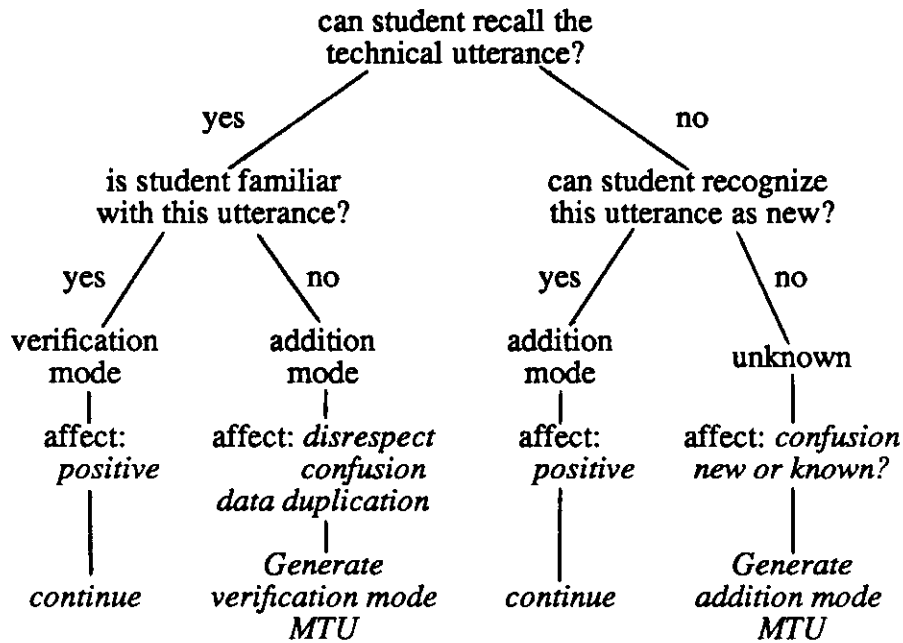 can student recall the
technical utterance?
yes
no
is student familiar
with this utterance?
can student recognize
this utterance as new?
yes
no
yes
no
verification
mode
addition
mode
addition
mode
unknown
affect:
positive
affect: disrespect
confusion
data duplication
affect:
positive
affect: confusion
new or known?
continue
Generate
verification mode
MTU
continue
Generate
addition mode
MTU